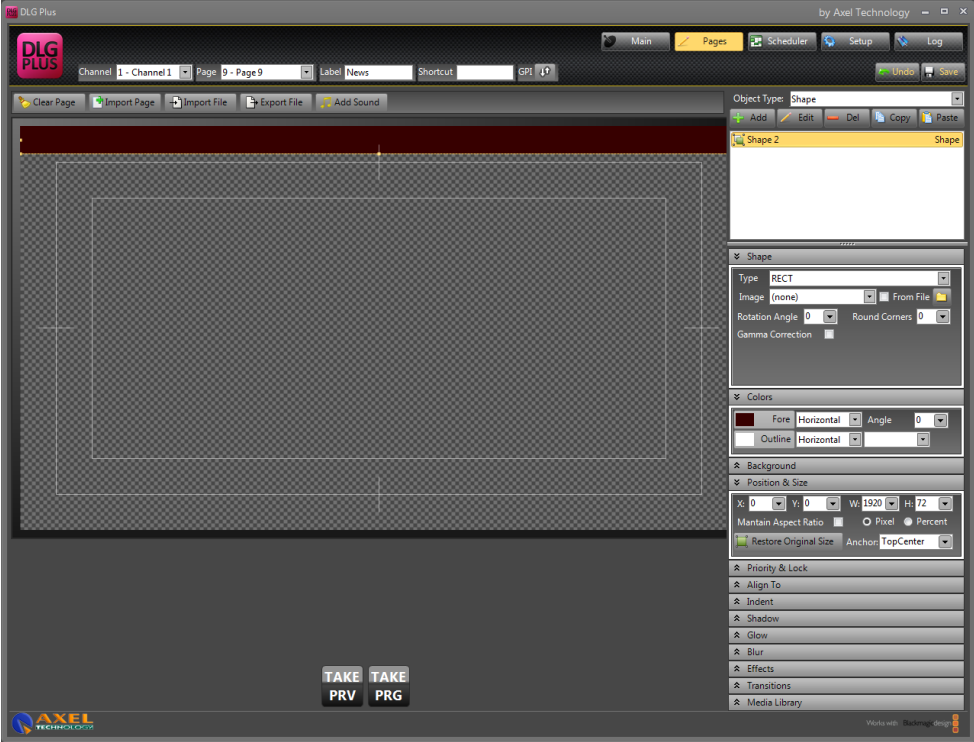 DLG Plus
by Axel Technology
DLG PLUS
Main Pages Scheduler Setup Log
Channel 1 - Channel 1 Page 9 - Page 9 Label News Shortcut GPI
Undo Save
Clear Page Import Page Import File Export File Add Sound
Object Type: Shape
Add Edit Del Copy Paste
Shape 2 Shape
Shape
Type RECT
Image (none) From File
Rotation Angle 0 Round Corners 0
Gamma Correction
Colors
Fore Horizontal Angle 0
Outline Horizontal
Background
Position & Size
X: 0 Y: 0 W: 1920 H: 72
Mantain Aspect Ratio Pixel Percent
Restore Original Size Anchor: TopCenter
Priority & Lock
Align To
Indent
Shadow
Glow
Blur
Effects
Transitions
Media Library
TAKE PRV TAKE PRG
AXEL TECHNOLOGY
Works with Blackmagicdesign